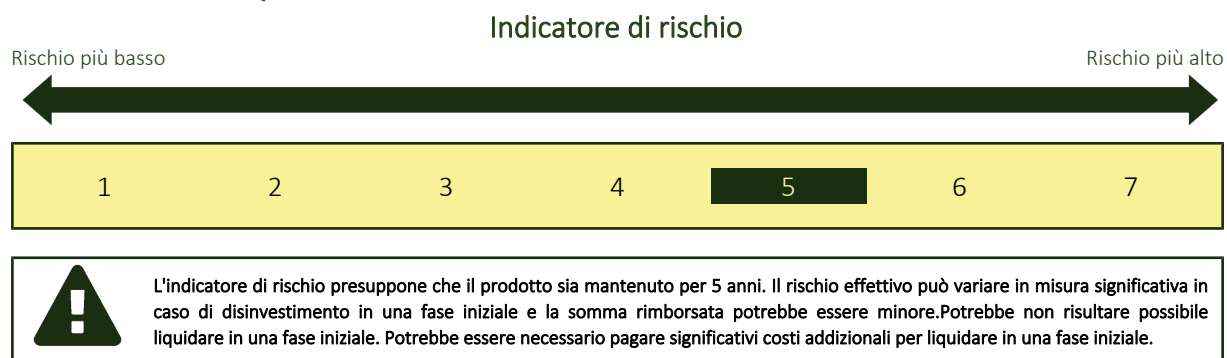 Indicatore di rischio
Rischio più basso
Rischio più alto
1 2 3 4 5 6 7
L'indicatore di rischio presuppone che il prodotto sia mantenuto per 5 anni. Il rischio effettivo può variare in misura significativa in
caso di disinvestimento in una fase iniziale e la somma rimborsata potrebbe essere minore.Potrebbe non risultare possibile
liquidare in una fase iniziale. Potrebbe essere necessario pagare significativi costi addizionali per liquidare in una fase iniziale.